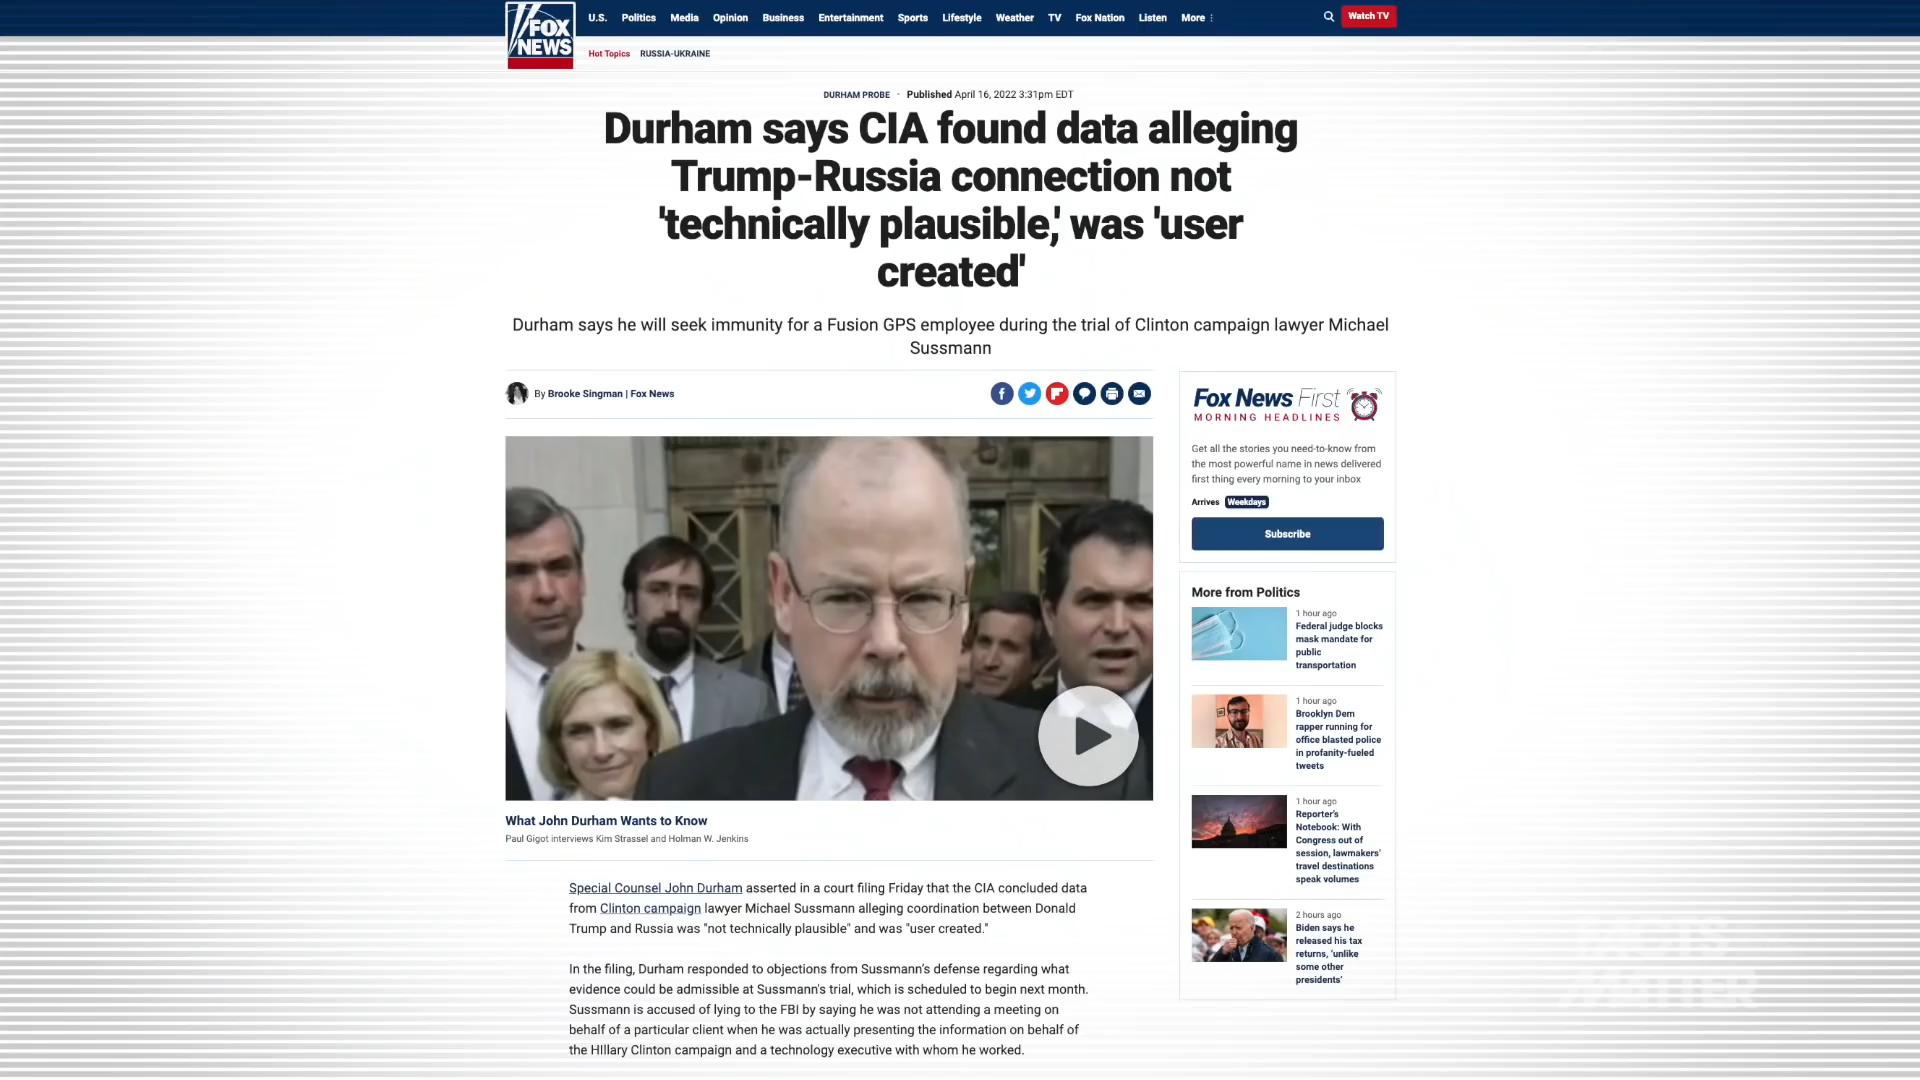 FOX
NEWS
U.S. Politics Media Opinion Business Entertainment Sports Lifestyle Weather TV Fox Nation Listen More
Watch TV
Hot Topics RUSSIA-UKRAINE
DURHAM PROBE · Published April 16, 2022 3:31pm EDT
Durham says CIA found data alleging
Trump-Russia connection not
'technically plausible,' was 'user
created'
Durham says he will seek immunity for a Fusion GPS employee during the trial of Clinton campaign lawyer Michael
Sussmann
By Brooke Singman | Fox News
What John Durham Wants to Know
Paul Gigot interviews Kim Strassel and Holman W. Jenkins
Special Counsel John Durham asserted in a court filing Friday that the CIA concluded data
from Clinton campaign lawyer Michael Sussmann alleging coordination between Donald
Trump and Russia was "not technically plausible" and was "user created."
In the filing, Durham responded to objections from Sussmann's defense regarding what
evidence could be admissible at Sussmann's trial, which is scheduled to begin next month.
Sussmann is accused of lying to the FBI by saying he was not attending a meeting on
behalf of a particular client when he was actually presenting the information on behalf of
the HIllary Clinton campaign and a technology executive with whom he worked.
Fox News First
MORNING HEADLINES
Get all the stories you need-to-know from
the most powerful name in news delivered
first thing every morning to your inbox
Arrives Weekdays
Subscribe
More from Politics
1 hour ago
Federal judge blocks
mask mandate for
public
transportation
1 hour ago
Brooklyn Dem
rapper running for
office blasted police
in profanity-fueled
tweets
1 hour ago
Reporter's
Notebook: With
Congress out of
session, lawmakers'
travel destinations
speak volumes
2 hours ago
Biden says he
released his tax
returns, 'unlike
some other
presidents'
FACTS
MATTER